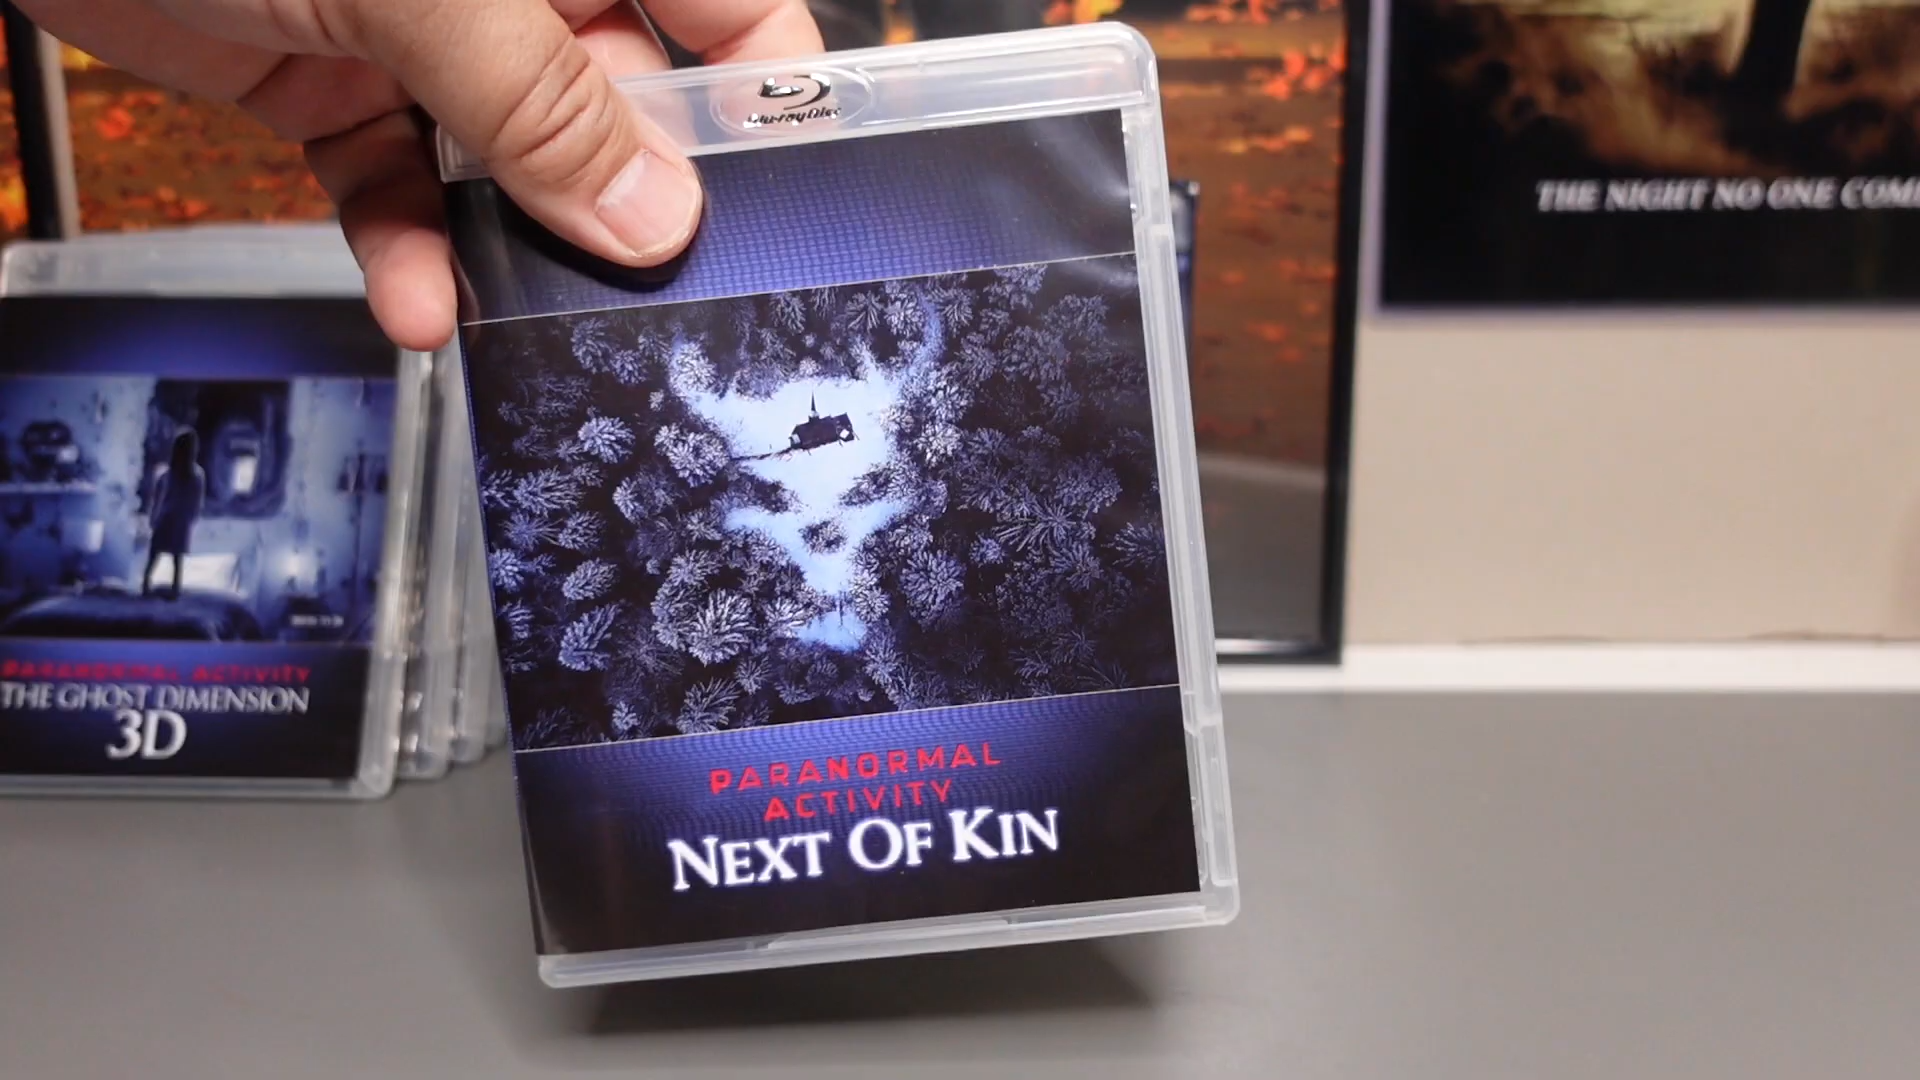 Blu-ray Disc
PARANORMAL
ACTIVITY
NEXT OF KIN
PARANORMAL ACTIVITY
THE GHOST DIMENSION
3D
THE NIGHT NO ONE COM